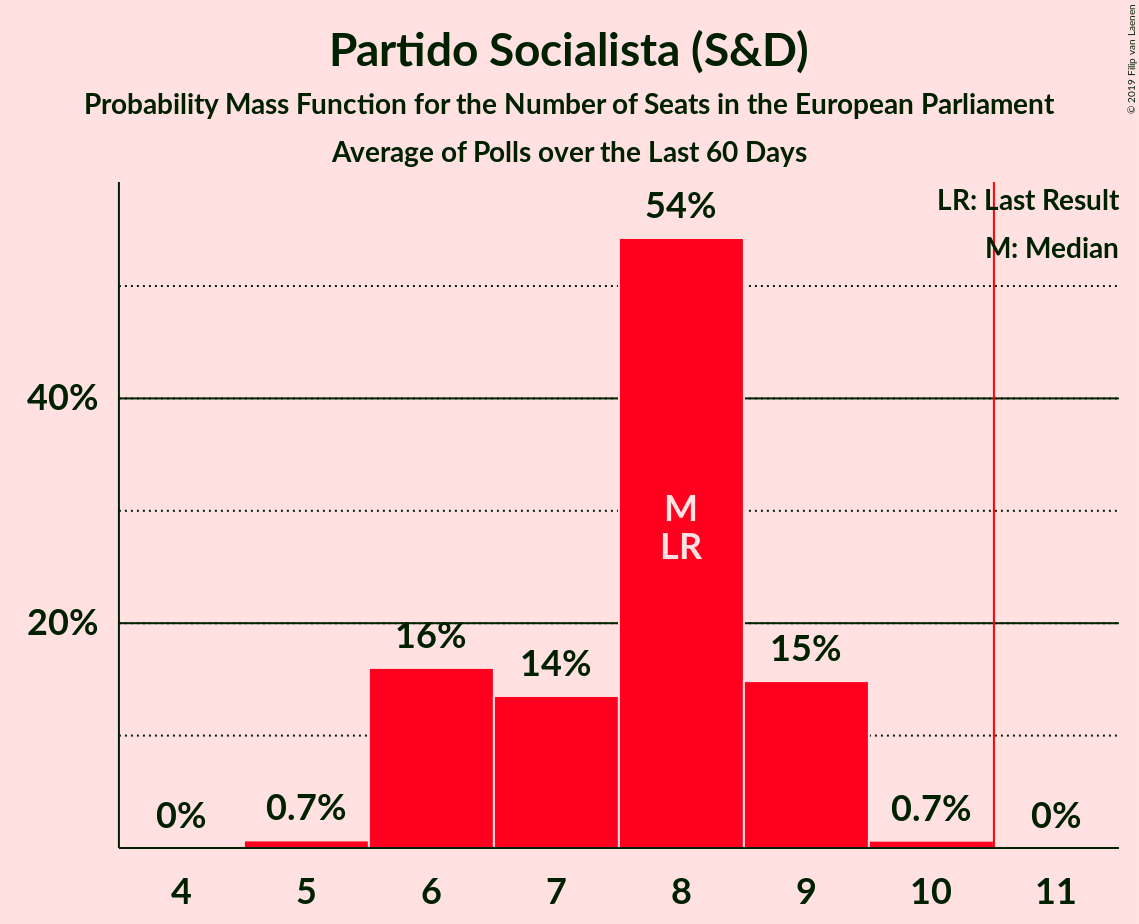 Partido Socialista (S&D)
Probability Mass Function for the Number of Seats in the European Parliament
Average of Polls over the Last 60 Days
© 2019 Filip van Laenen
LR: Last Result
M: Median
54%
40%
M
LR
20%
16%
14%
15%
0%
0.7%
0.7%
0%
4 5 6 7 8 9 10 11